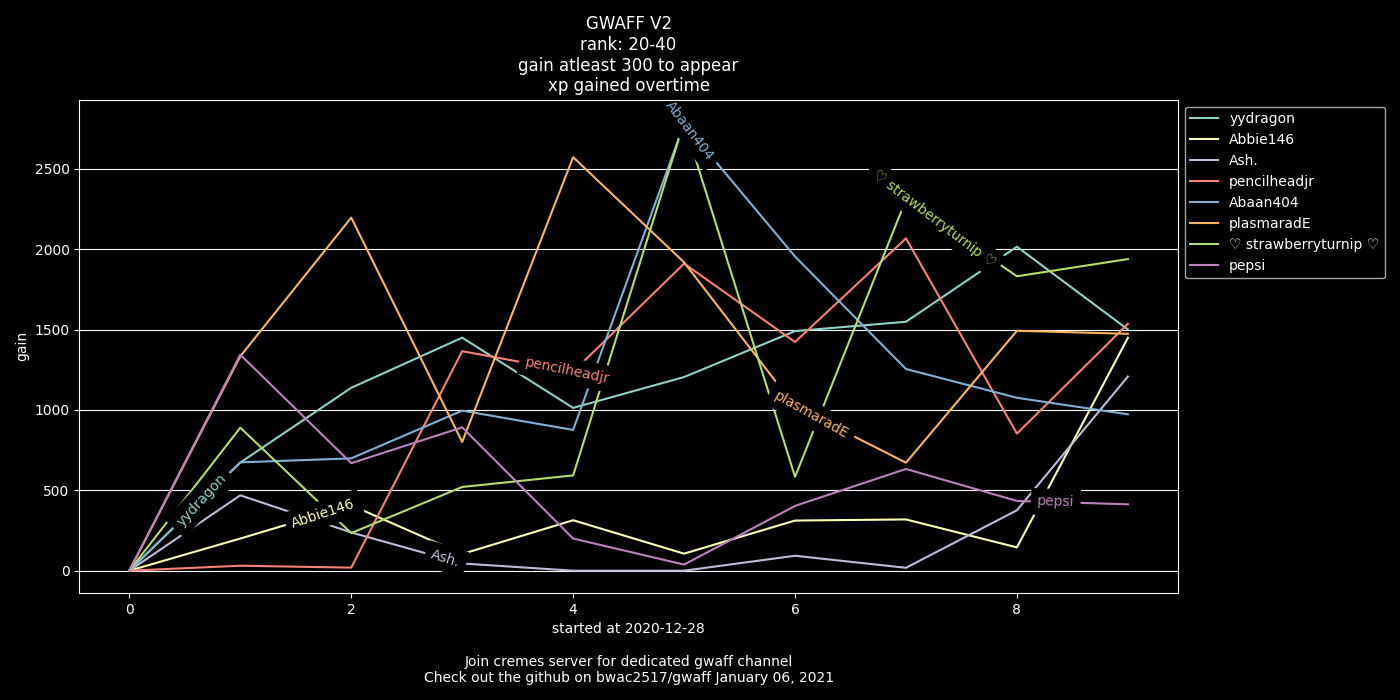 GWAFF V2
rank: 20-40
gain atleast 300 to appear
xp gained overtime
gain
2500
2000
1500
1000
500
0
0 2 4 6 8
yydragon
Abbie146
Ash.
pencilheadjr
Abaan404
plasmaradE
♡ strawberryturnip ♡
pepsi
yydragon
Abbie146
Ash.
pencilheadjr
Abaan404
plasmaradE
♡ strawberryturnip ♡
pepsi
started at 2020-12-28
Join cremes server for dedicated gwaff channel
Check out the github on bwac2517/gwaff January 06, 2021